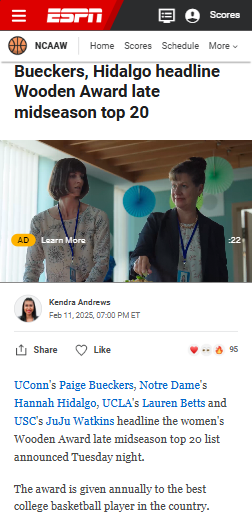 ESPN
Scores
NCAAW
Home Scores Schedule More
Bueckers, Hidalgo headline
Wooden Award late
midseason top 20
AD Learn More :22
Kendra Andrews
Feb 11, 2025, 07:00 PM ET
Share Like 95
UConn's Paige Bueckers, Notre Dame's
Hannah Hidalgo, UCLA's Lauren Betts and
USC's JuJu Watkins headline the women's
Wooden Award late midseason top 20 list
announced Tuesday night.
The award is given annually to the best
college basketball player in the country.